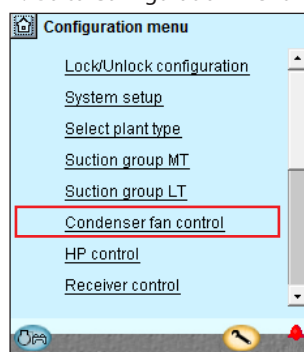 Configuration menu
Lock/Unlock configuration
System setup
Select plant type
Suction group MT
Suction group LT
Condenser fan control
HP control
Receiver control